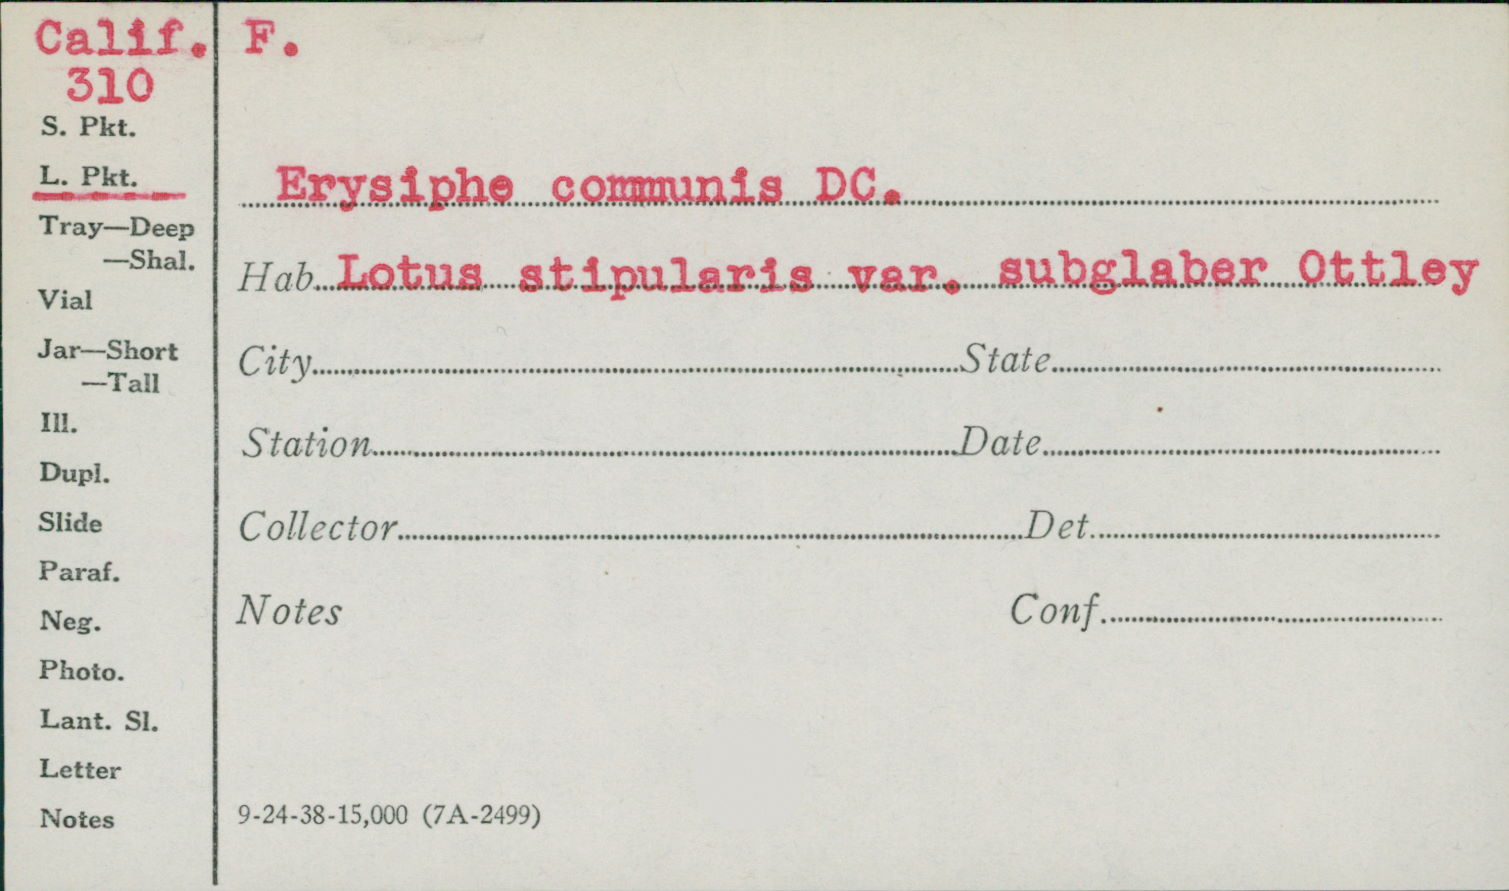 Calif. F.
310
S. Pkt.
L. Pkt.
Tray—Deep
—Shal.
Vial
Jar—Short
—Tall
Ill.
Dupl.
Slide
Paraf.
Neg.
Photo.
Lant. Sl.
Letter
Notes
Erysiphe communis DC.
Hab. Lotus stipularis var. subglaber Ottley
City State
Station Date
Collector Det.
Notes Conf.
9-24-38-15,000 (7A-2499)